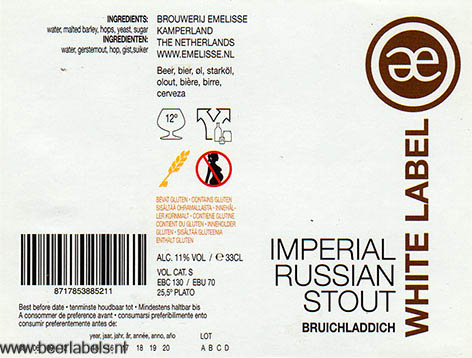 INGREDIENTS:
water, malted barley, hops, yeast, sugar
INGREDIENTEN:
water, gerstemout, hop, gist,suiker
BROUWERIJ EMELISSE
KAMPERLAND
THE NETHERLANDS
WWW.EMELISSE.NL
Beer, bier, øl, starköl,
olout, bière, birre,
cerveza
12°
BEVAT GLUTEN • CONTAINS GLUTEN
SISÄLTÄÄ OHRAMALLASTA • INNEHÅL-
LER KORNMALT • CONTIENE GLUTINE
CONTIENT DU GLUTEN • INNEHOLDER
GLUTEN • SISÄLTÄÄ GLUTEENIA
ENTHALT GLUTEN
ALC. 11% VOL / ℮ 33CL
VOL. CAT. S
EBC 130 / EBU 70
25,5° PLATO
8717853885211
Best before date • tenminste houdbaar tot • Mindestens haltbar bis
A consommer de préférence avant • consumarsi preferibilmente ento
consumir preferentemente antes de:
year, jaar, jahr, år, année, anno, año
LOT
17 18 19 20
A B C D
www.beerlabels.nl
æ
WHITE LABEL
IMPERIAL
RUSSIAN
STOUT
BRUICHLADDICH